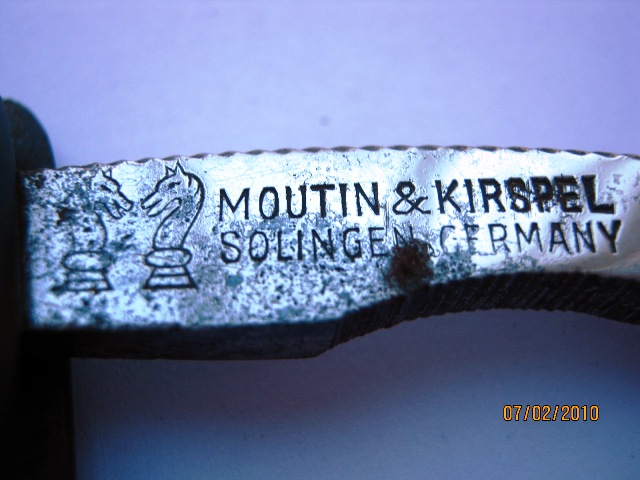 MOUTIN & KIRSPEL
SOLINGEN GERMANY
07/02/2010